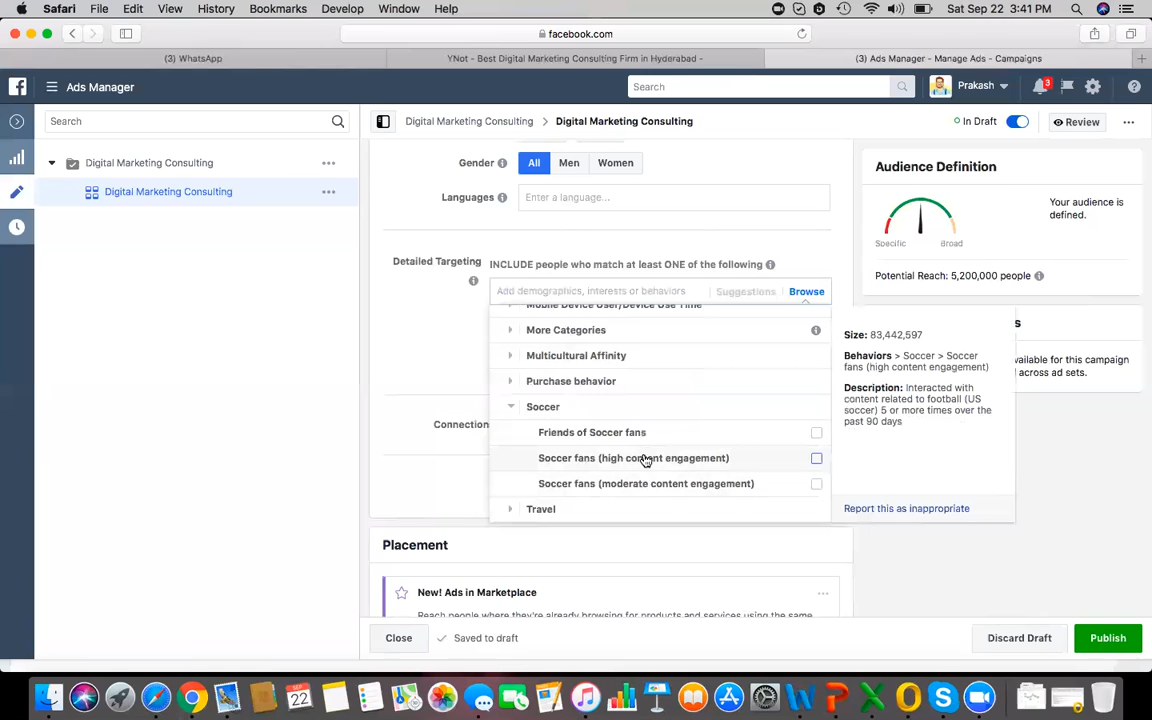 Safari File Edit View History Bookmarks Develop Window Help Sat Sep 22 3:41 PM
facebook.com
(3) WhatsApp
YNot - Best Digital Marketing Consulting Firm in Hyderabad -
(3) Ads Manager - Manage Ads - Campaigns
Ads Manager
Search
Prakash
3
Search
Digital Marketing Consulting
Digital Marketing Consulting
Digital Marketing Consulting > Digital Marketing Consulting
In Draft
Review
Gender
All Men Women
Languages
Enter a language...
Detailed Targeting
INCLUDE people who match at least ONE of the following
Add demographics, interests or behaviors Suggestions Browse
Mobile Device User/Device Use Time
More Categories
Multicultural Affinity
Purchase behavior
Soccer
Friends of Soccer fans
Soccer fans (high content engagement)
Soccer fans (moderate content engagement)
Travel
Connection
Size: 83,442,597
Behaviors > Soccer > Soccer
fans (high content engagement)
Description: Interacted with
content related to football (US
soccer) 5 or more times over the
past 90 days
Report this as inappropriate
Audience Definition
Your audience is
defined.
Specific Broad
Potential Reach: 5,200,000 people
s
vailable for this campaign
across ad sets.
Placement
New! Ads in Marketplace
Reach people where they're already browsing for products and services using the same
Close
Saved to draft
Discard Draft
Publish